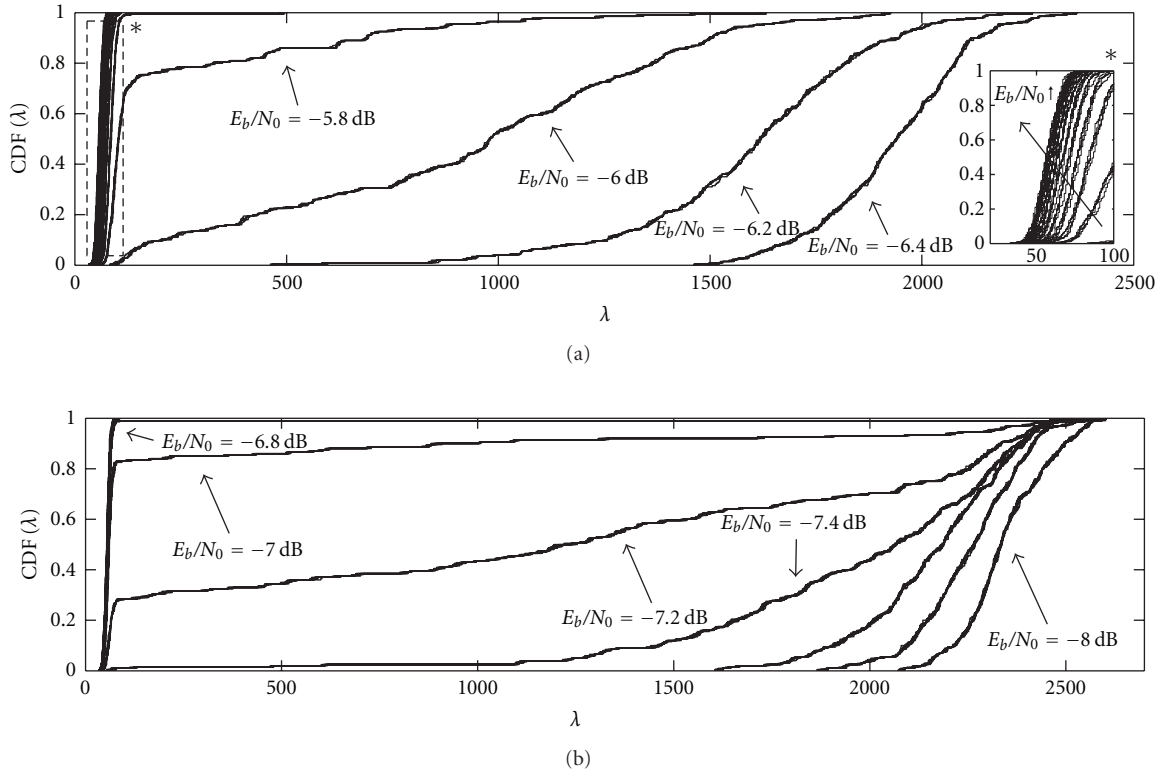 1
0.8
0.6
0.4
0.2
0
CDF (λ)
0
500
1000
1500
2000
2500
λ
*
E_b/N_0 = −5.8 dB
E_b/N_0 = −6 dB
E_b/N_0 = −6.2 dB
E_b/N_0 = −6.4 dB
*
1
E_b/N_0 ↑
0.8
0.6
0.4
0.2
0
50
100
(a)
1
0.8
0.6
0.4
0.2
0
CDF (λ)
0
500
1000
1500
2000
2500
λ
E_b/N_0 = −6.8 dB
E_b/N_0 = −7 dB
E_b/N_0 = −7.2 dB
E_b/N_0 = −7.4 dB
E_b/N_0 = −8 dB
(b)